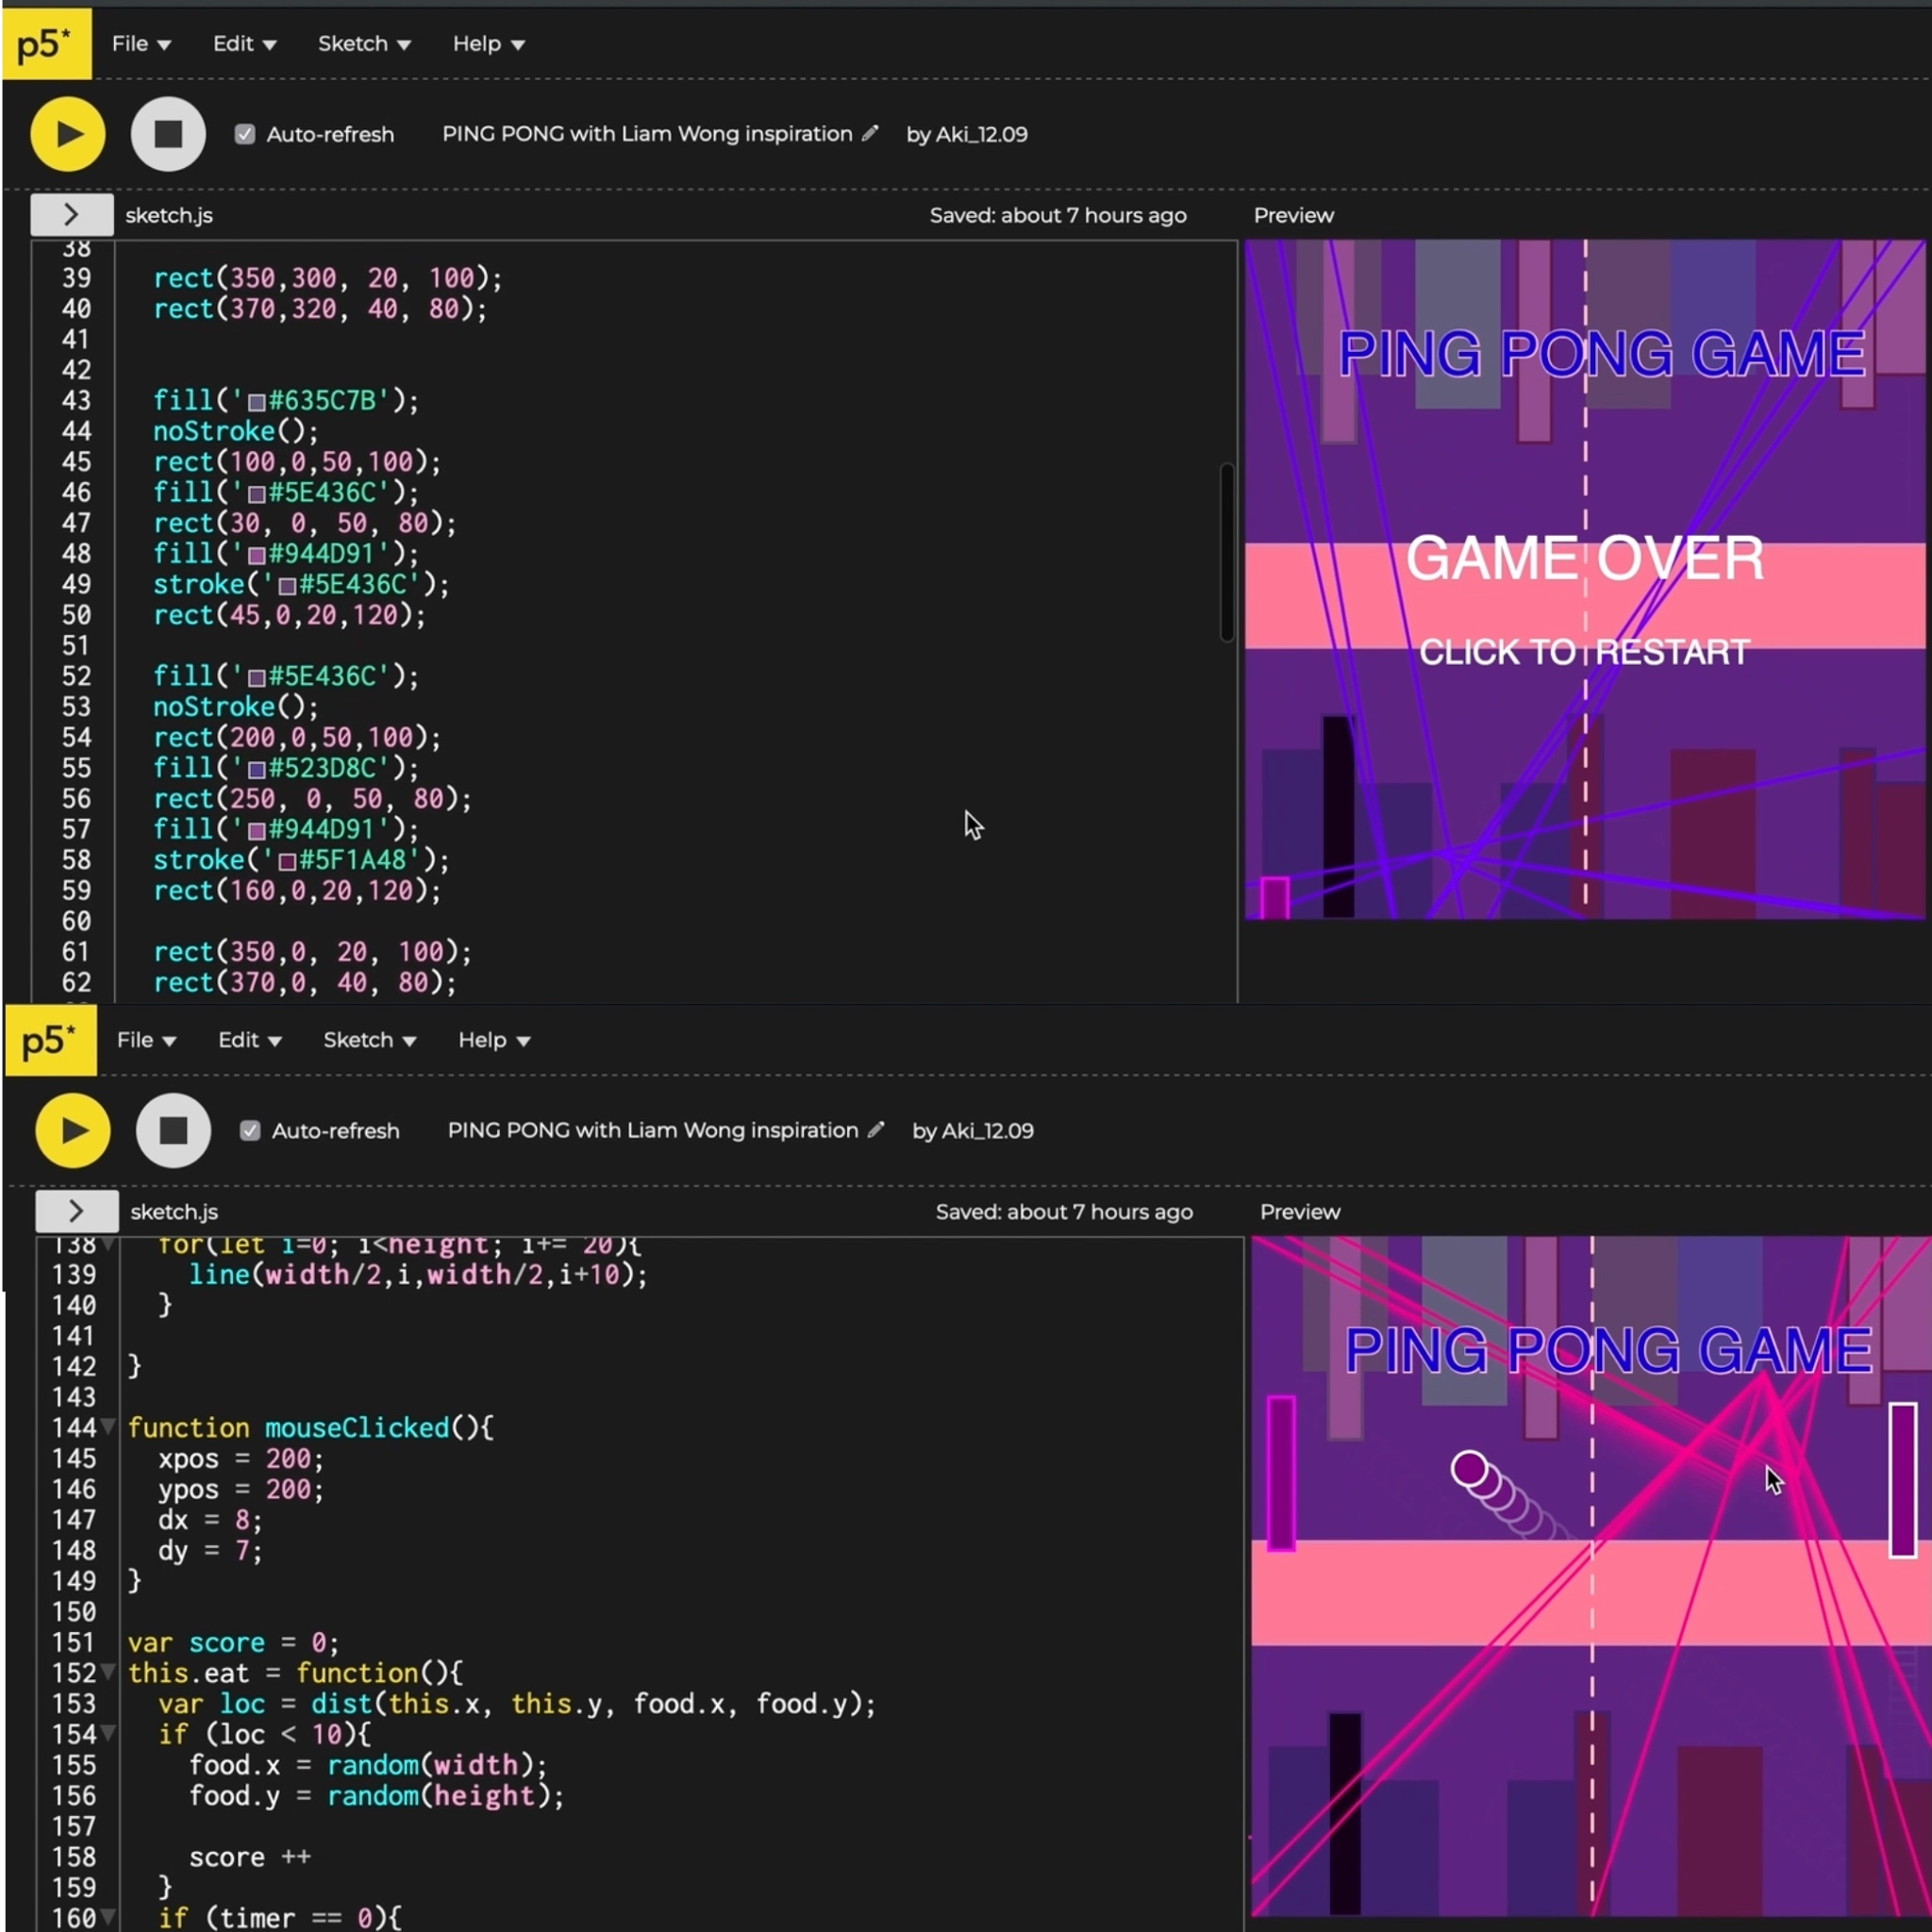 p5* File Edit Sketch Help
Auto-refresh PING PONG with Liam Wong inspiration by Aki_12.09
sketch.js Saved: about 7 hours ago Preview
38
39 rect(350,300, 20, 100);
40 rect(370,320, 40, 80);
41
42
43 fill('#635C7B');
44 noStroke();
45 rect(100,0,50,100);
46 fill('#5E436C');
47 rect(30, 0, 50, 80);
48 fill('#944D91');
49 stroke('#5E436C');
50 rect(45,0,20,120);
51
52 fill('#5E436C');
53 noStroke();
54 rect(200,0,50,100);
55 fill('#523D8C');
56 rect(250, 0, 50, 80);
57 fill('#944D91');
58 stroke('#5F1A48');
59 rect(160,0,20,120);
60
61 rect(350,0, 20, 100);
62 rect(370,0, 40, 80);
PING PONG GAME
GAME OVER
CLICK TO RESTART
p5* File Edit Sketch Help
Auto-refresh PING PONG with Liam Wong inspiration by Aki_12.09
sketch.js Saved: about 7 hours ago Preview
138 for(let i=0; i<height; i+= 20){
139 line(width/2,i,width/2,i+10);
140 }
141
142 }
143
144 function mouseClicked(){
145 xpos = 200;
146 ypos = 200;
147 dx = 8;
148 dy = 7;
149 }
150
151 var score = 0;
152 this.eat = function(){
153 var loc = dist(this.x, this.y, food.x, food.y);
154 if (loc < 10){
155 food.x = random(width);
156 food.y = random(height);
157
158 score ++
159 }
160 if (timer == 0){
PING PONG GAME